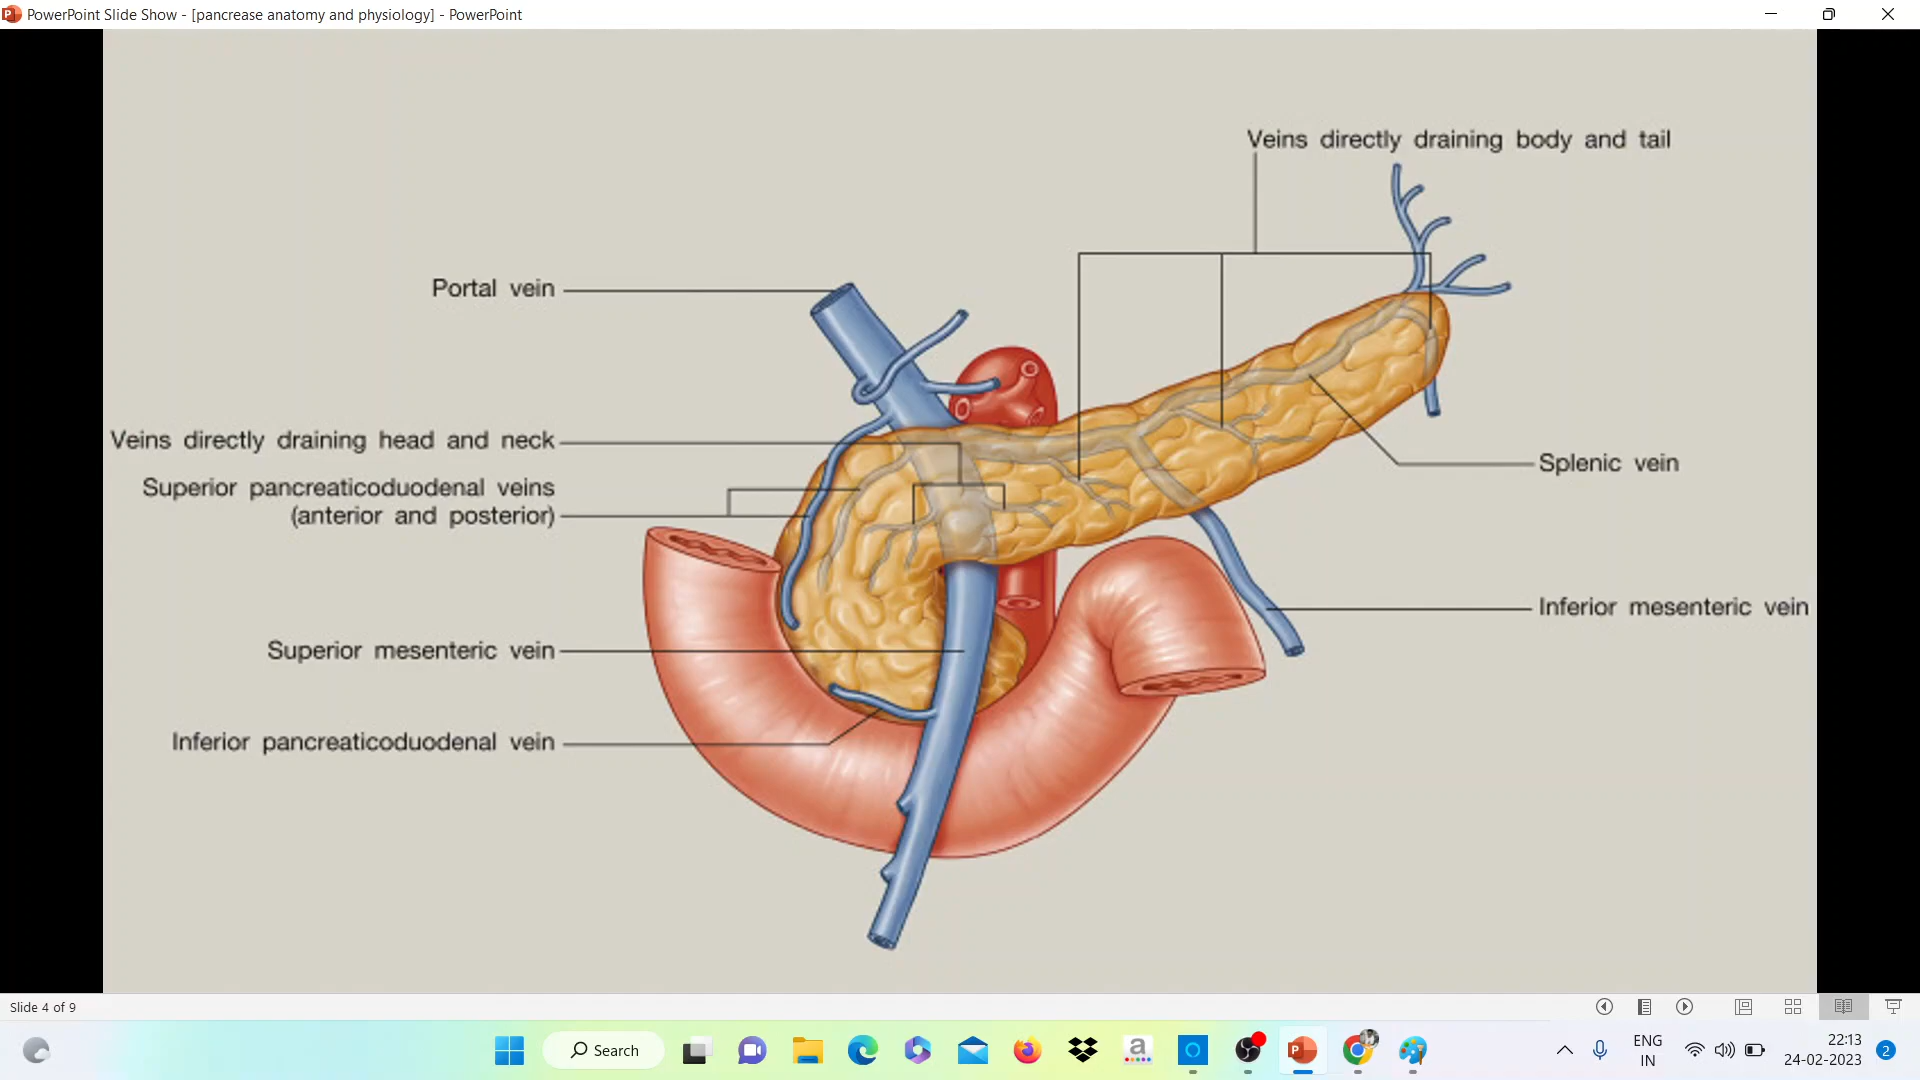 PowerPoint Slide Show - [pancrease anatomy and physiology] - PowerPoint
Veins directly draining body and tail
Portal vein
Veins directly draining head and neck
Superior pancreaticoduodenal veins
(anterior and posterior)
Splenic vein
Inferior mesenteric vein
Superior mesenteric vein
Inferior pancreaticoduodenal vein
Slide 4 of 9
Search
a
ENG
IN
22:13
24-02-2023
2